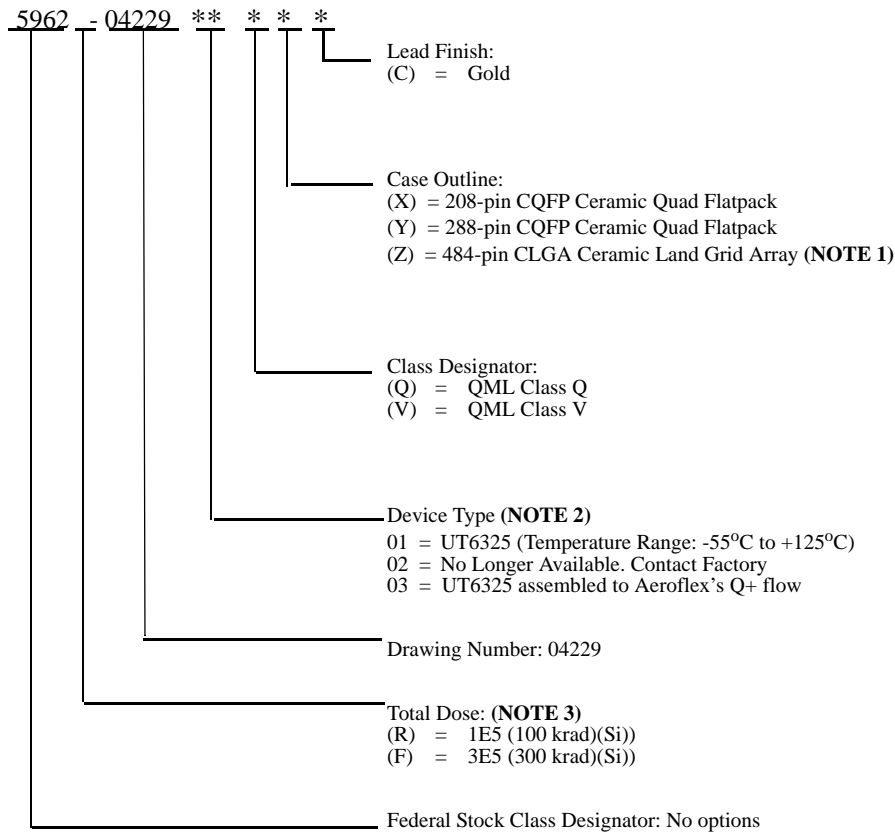 5962 - 04229 ** * * *
Lead Finish:
(C) = Gold
Case Outline:
(X) = 208-pin CQFP Ceramic Quad Flatpack
(Y) = 288-pin CQFP Ceramic Quad Flatpack
(Z) = 484-pin CLGA Ceramic Land Grid Array (NOTE 1)
Class Designator:
(Q) = QML Class Q
(V) = QML Class V
Device Type (NOTE 2)
01 = UT6325 (Temperature Range: -55°C to +125°C)
02 = No Longer Available. Contact Factory
03 = UT6325 assembled to Aeroflex's Q+ flow
Drawing Number: 04229
Total Dose: (NOTE 3)
(R) = 1E5 (100 krad)(Si))
(F) = 3E5 (300 krad)(Si))
Federal Stock Class Designator: No options